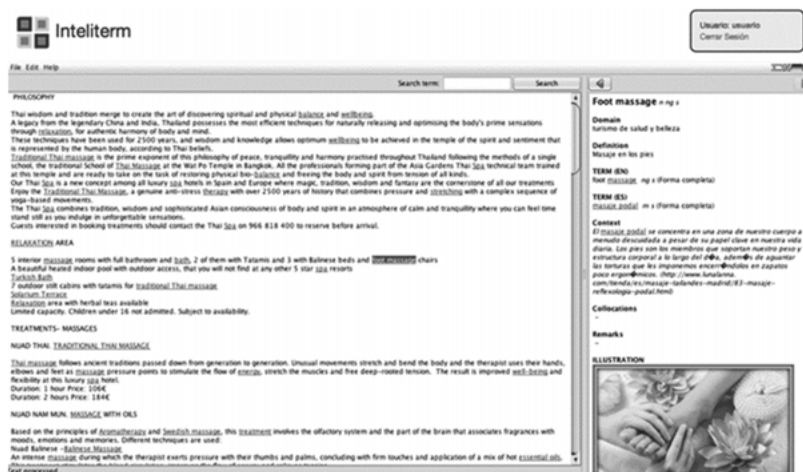 Inteliterm
Usuario: usuario
Cerrar Sesión
File Edit Help
Search term:
Search
PHILOSOPHY
Thai wisdom and tradition merge to create the art of discovering spiritual and physical balance and wellbeing.
A legacy from the legendary China and India, Thailand possesses the most efficient techniques for naturally releasing and optimising the body's prime sensations
through relaxation, for authentic harmony of body and mind.
These techniques have been used for 2500 years, and wisdom and knowledge allows optimum wellbeing to be achieved in the temple of the spirit and sentiment that
is represented by the human body, according to Thai beliefs.
Traditional Thai massage is the prime exponent of this philosophy of peace, tranquility and harmony practised throughout Thailand following the methods of a single
school, the traditional School of Thai Massage at the Wat Po Temple in Bangkok. All the professionals forming part of the Asia Gardens Thai Spa technical team trained
at this temple and are ready to take on the task of restoring physical bio-balance and freeing the body and spirit from tension of all kinds.
Our Thai Spa is a new concept among all luxury spa hotels in Spain and Europe where magic, tradition, wisdom and fantasy are the cornerstone of all our treatments
Enjoy the Traditional Thai Massage, a genuine anti-stress therapy with over 2500 years of history that combines pressure and stretching with a complex sequence of
yoga-based movements.
The Thai Spa combines tradition, wisdom and sophisticated Asian consciousness of body and spirit in an atmosphere of calm and tranquility where you can feel time
stand still as you indulge in unforgettable sensations.
Guests interested in booking treatments should contact the Thai Spa on 966 818 400 to reserve before arrival.
RELAXATION AREA
5 interior massage rooms with full bathroom and bath, 2 of them with Tatamis and 3 with Balinese beds and foot massage chairs
A beautiful heated indoor pool with outdoor access, that you will not find at any other 5 star spa resorts
Turkish Bath
7 outdoor stilt cabins with tatamis for traditional Thai massage
Solarium Terrace
Relaxation area with herbal teas available
Limited capacity. Children under 16 not admitted. Subject to availability.
TREATMENTS- MASSAGES
NUAD THAI. TRADITIONAL THAI MASSAGE
Thai massage follows ancient traditions passed down from generation to generation. Unusual movements stretch and bend the body and the therapist uses their hands,
elbows and feet as massage pressure points to stimulate the flow of energy, stretch the muscles and free deep-rooted tension. The result is improved well-being and
flexibility at this luxury spa hotel.
Duration: 1 hour Price: 106€
Duration: 2 hours Price: 184€
NUAD NAM MUN. MASSAGE WITH OILS
Based on the principles of Aromatherapy and Swedish massage, this treatment involves the olfactory system and the part of the brain that associates fragrances with
moods, emotions and memories. Different techniques are used:
Nuad Balinese -Balinese Massage
An intense massage during which the therapist exerts pressure with their thumbs and palms, concluding with firm touches and application of a mix of hot essential oils.
Text processed
Foot massage n ng s
Domain
turismo de salud y belleza
Definition
Masaje en los pies
TERM (EN)
foot massage ng s (Forma completa)
TERM (ES)
masaje podal m s (Forma completa)
Context
El masaje podal se concentra en una zona de nuestro cuerpo a
menudo descuidada a pesar de su papel clave en nuestra vida
diaria. Los pies son los miembros que soportan nuestro peso y
estructura corporal a lo largo del d�a, adem�s de aguantar
las torturas que les imponemos encerr�ndolos en zapatos
poco ergon�micos. (http://www.lunalanna.
com/tienda/es/masaje-tailandes-madrid/83-masaje-
reflexologia-podal.html)
Collocations
-
Remarks
-
ILLUSTRATION